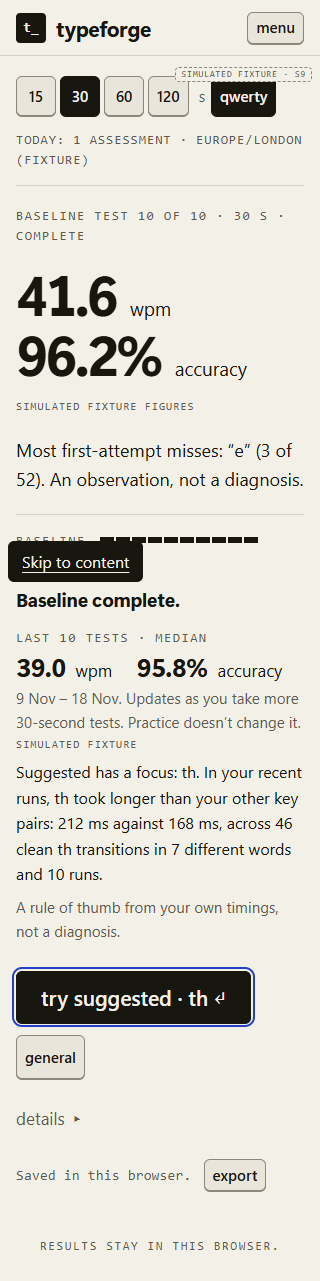 t_ typeforge menu
SIMULATED FIXTURE · S9
15 30 60 120 s qwerty
TODAY: 1 ASSESSMENT · EUROPE/LONDON
(FIXTURE)
BASELINE TEST 10 OF 10 · 30 S ·
COMPLETE
41.6 wpm
96.2% accuracy
SIMULATED FIXTURE FIGURES
Most first-attempt misses: “e” (3 of
52). An observation, not a diagnosis.
BASELINE
Skip to content
Baseline complete.
LAST 10 TESTS · MEDIAN
39.0 wpm 95.8% accuracy
9 Nov – 18 Nov. Updates as you take more
30-second tests. Practice doesn’t change it.
SIMULATED FIXTURE
Suggested has a focus: th. In your recent
runs, th took longer than your other key
pairs: 212 ms against 168 ms, across 46
clean th transitions in 7 different words
and 10 runs.
A rule of thumb from your own timings,
not a diagnosis.
try suggested · th ↵
general
details ▸
Saved in this browser. export
RESULTS STAY IN THIS BROWSER.